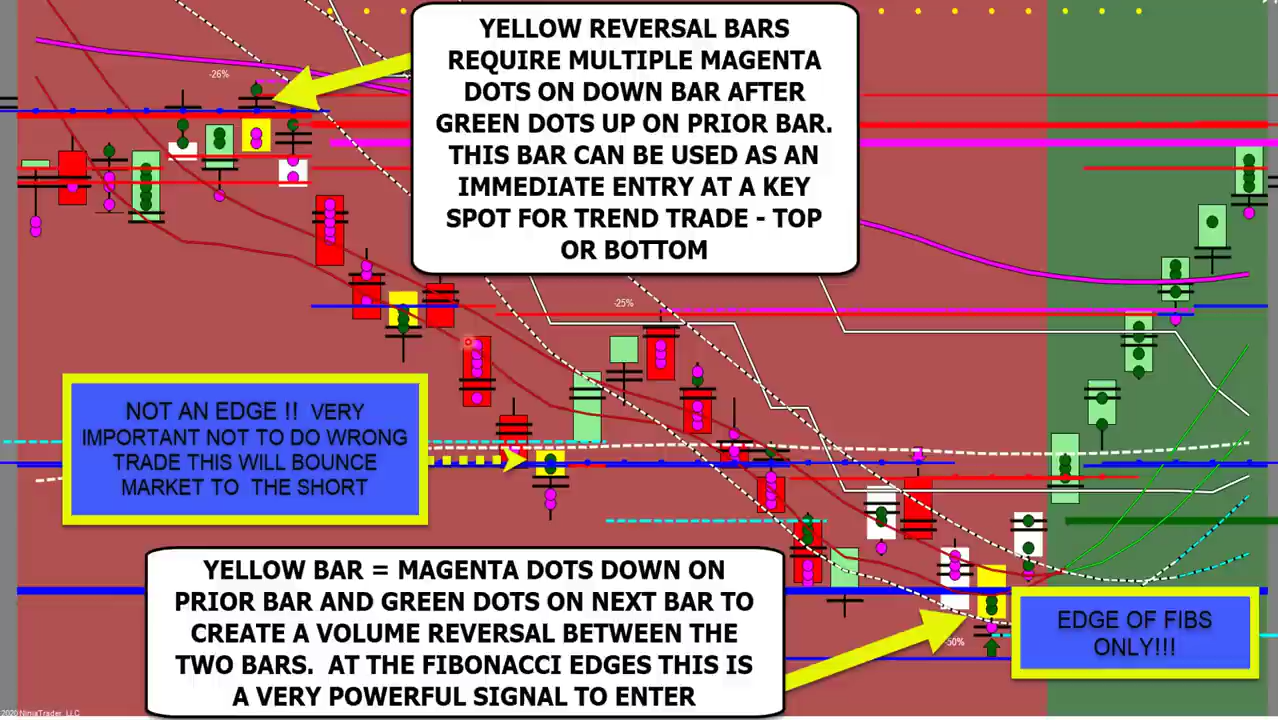 YELLOW REVERSAL BARS
REQUIRE MULTIPLE MAGENTA
DOTS ON DOWN BAR AFTER
GREEN DOTS UP ON PRIOR BAR.
THIS BAR CAN BE USED AS AN
IMMEDIATE ENTRY AT A KEY
SPOT FOR TREND TRADE - TOP
OR BOTTOM
-26%
-25%
NOT AN EDGE !! VERY
IMPORTANT NOT TO DO WRONG
TRADE THIS WILL BOUNCE
MARKET TO THE SHORT
YELLOW BAR = MAGENTA DOTS DOWN ON
PRIOR BAR AND GREEN DOTS ON NEXT BAR TO
CREATE A VOLUME REVERSAL BETWEEN THE
TWO BARS. AT THE FIBONACCI EDGES THIS IS
A VERY POWERFUL SIGNAL TO ENTER
50%
EDGE OF FIBS
ONLY!!!
2020 NinjaTrader, LLC